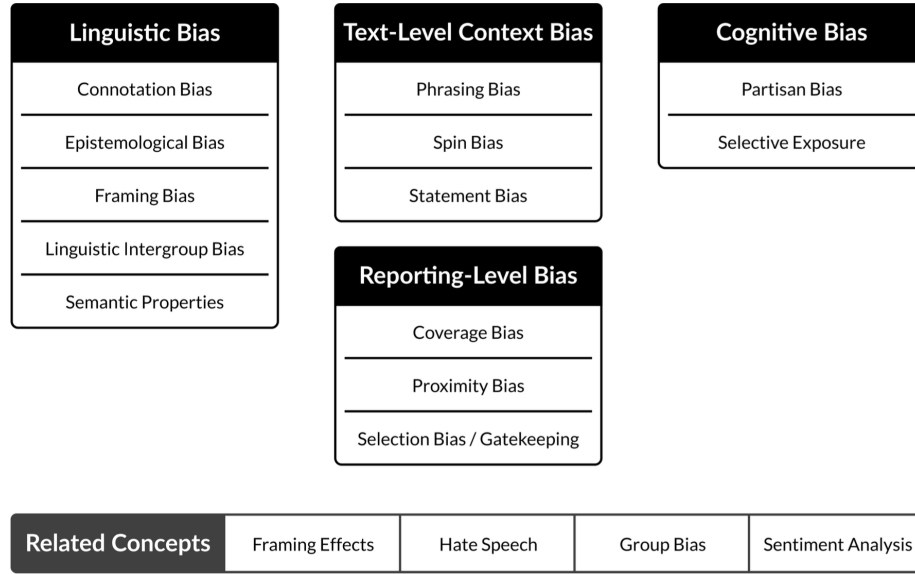 Linguistic Bias
Connotation Bias
Epistemological Bias
Framing Bias
Linguistic Intergroup Bias
Semantic Properties
Text-Level Context Bias
Phrasing Bias
Spin Bias
Statement Bias
Reporting-Level Bias
Coverage Bias
Proximity Bias
Selection Bias / Gatekeeping
Cognitive Bias
Partisan Bias
Selective Exposure
Related Concepts
Framing Effects
Hate Speech
Group Bias
Sentiment Analysis